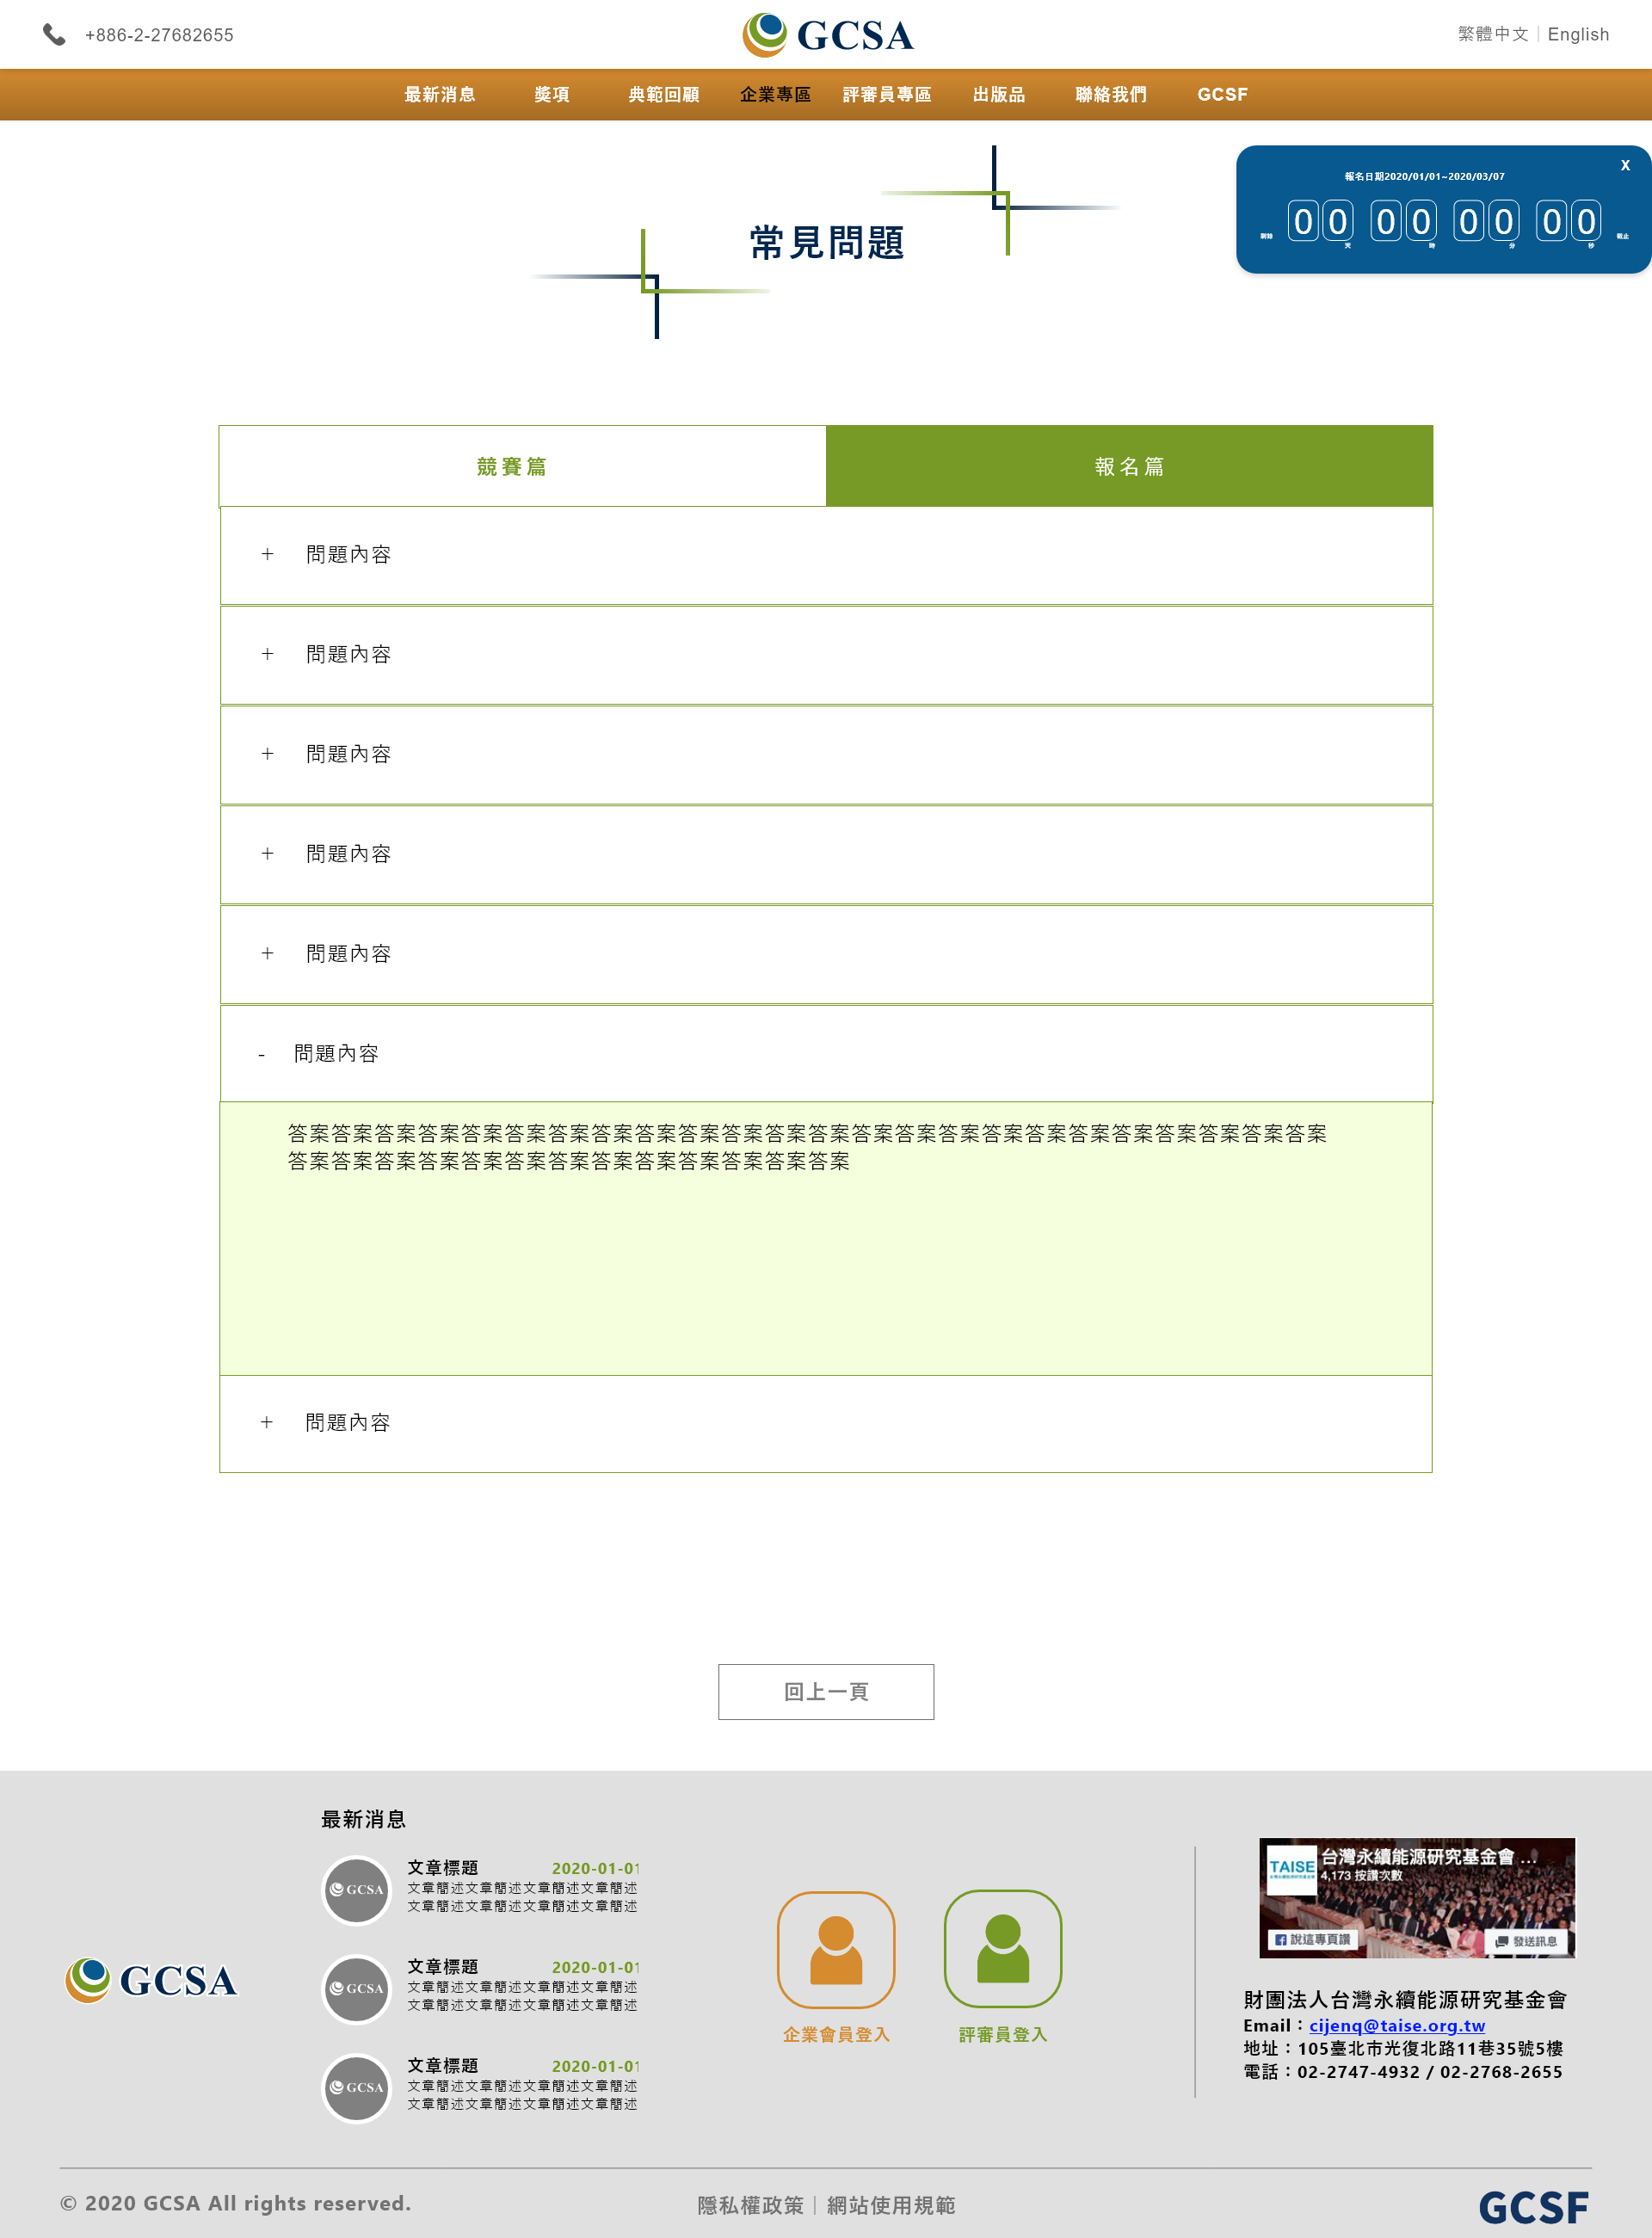 +886-2-27682655
GCSA
繁體中文｜English
最新消息 獎項 典範回顧 企業專區 評審員專區 出版品 聯絡我們 GCSF
X
報名日期2020/01/01~2020/03/07
剩餘 00 天 00 時 00 分 00 秒 截止
常見問題
競賽篇 報名篇
+ 問題內容
+ 問題內容
+ 問題內容
+ 問題內容
+ 問題內容
- 問題內容
答案答案答案答案答案答案答案答案答案答案答案答案答案答案答案答案答案答案答案答案答案答案答案答案
答案答案答案答案答案答案答案答案答案答案答案答案答案
+ 問題內容
回上一頁
GCSA
最新消息
GCSA
文章標題 2020-01-01
文章簡述文章簡述文章簡述文章簡述
文章簡述文章簡述文章簡述文章簡述
GCSA
文章標題 2020-01-01
文章簡述文章簡述文章簡述文章簡述
文章簡述文章簡述文章簡述文章簡述
GCSA
文章標題 2020-01-01
文章簡述文章簡述文章簡述文章簡述
文章簡述文章簡述文章簡述文章簡述
企業會員登入
評審員登入
TAISE
台灣永續能源研究基金會 ...
4,173 按讚次數
說這專頁讚
發送訊息
財團法人台灣永續能源研究基金會
Email：cijenq@taise.org.tw
地址：105臺北市光復北路11巷35號5樓
電話：02-2747-4932 / 02-2768-2655
© 2020 GCSA All rights reserved.
隱私權政策｜網站使用規範
GCSF